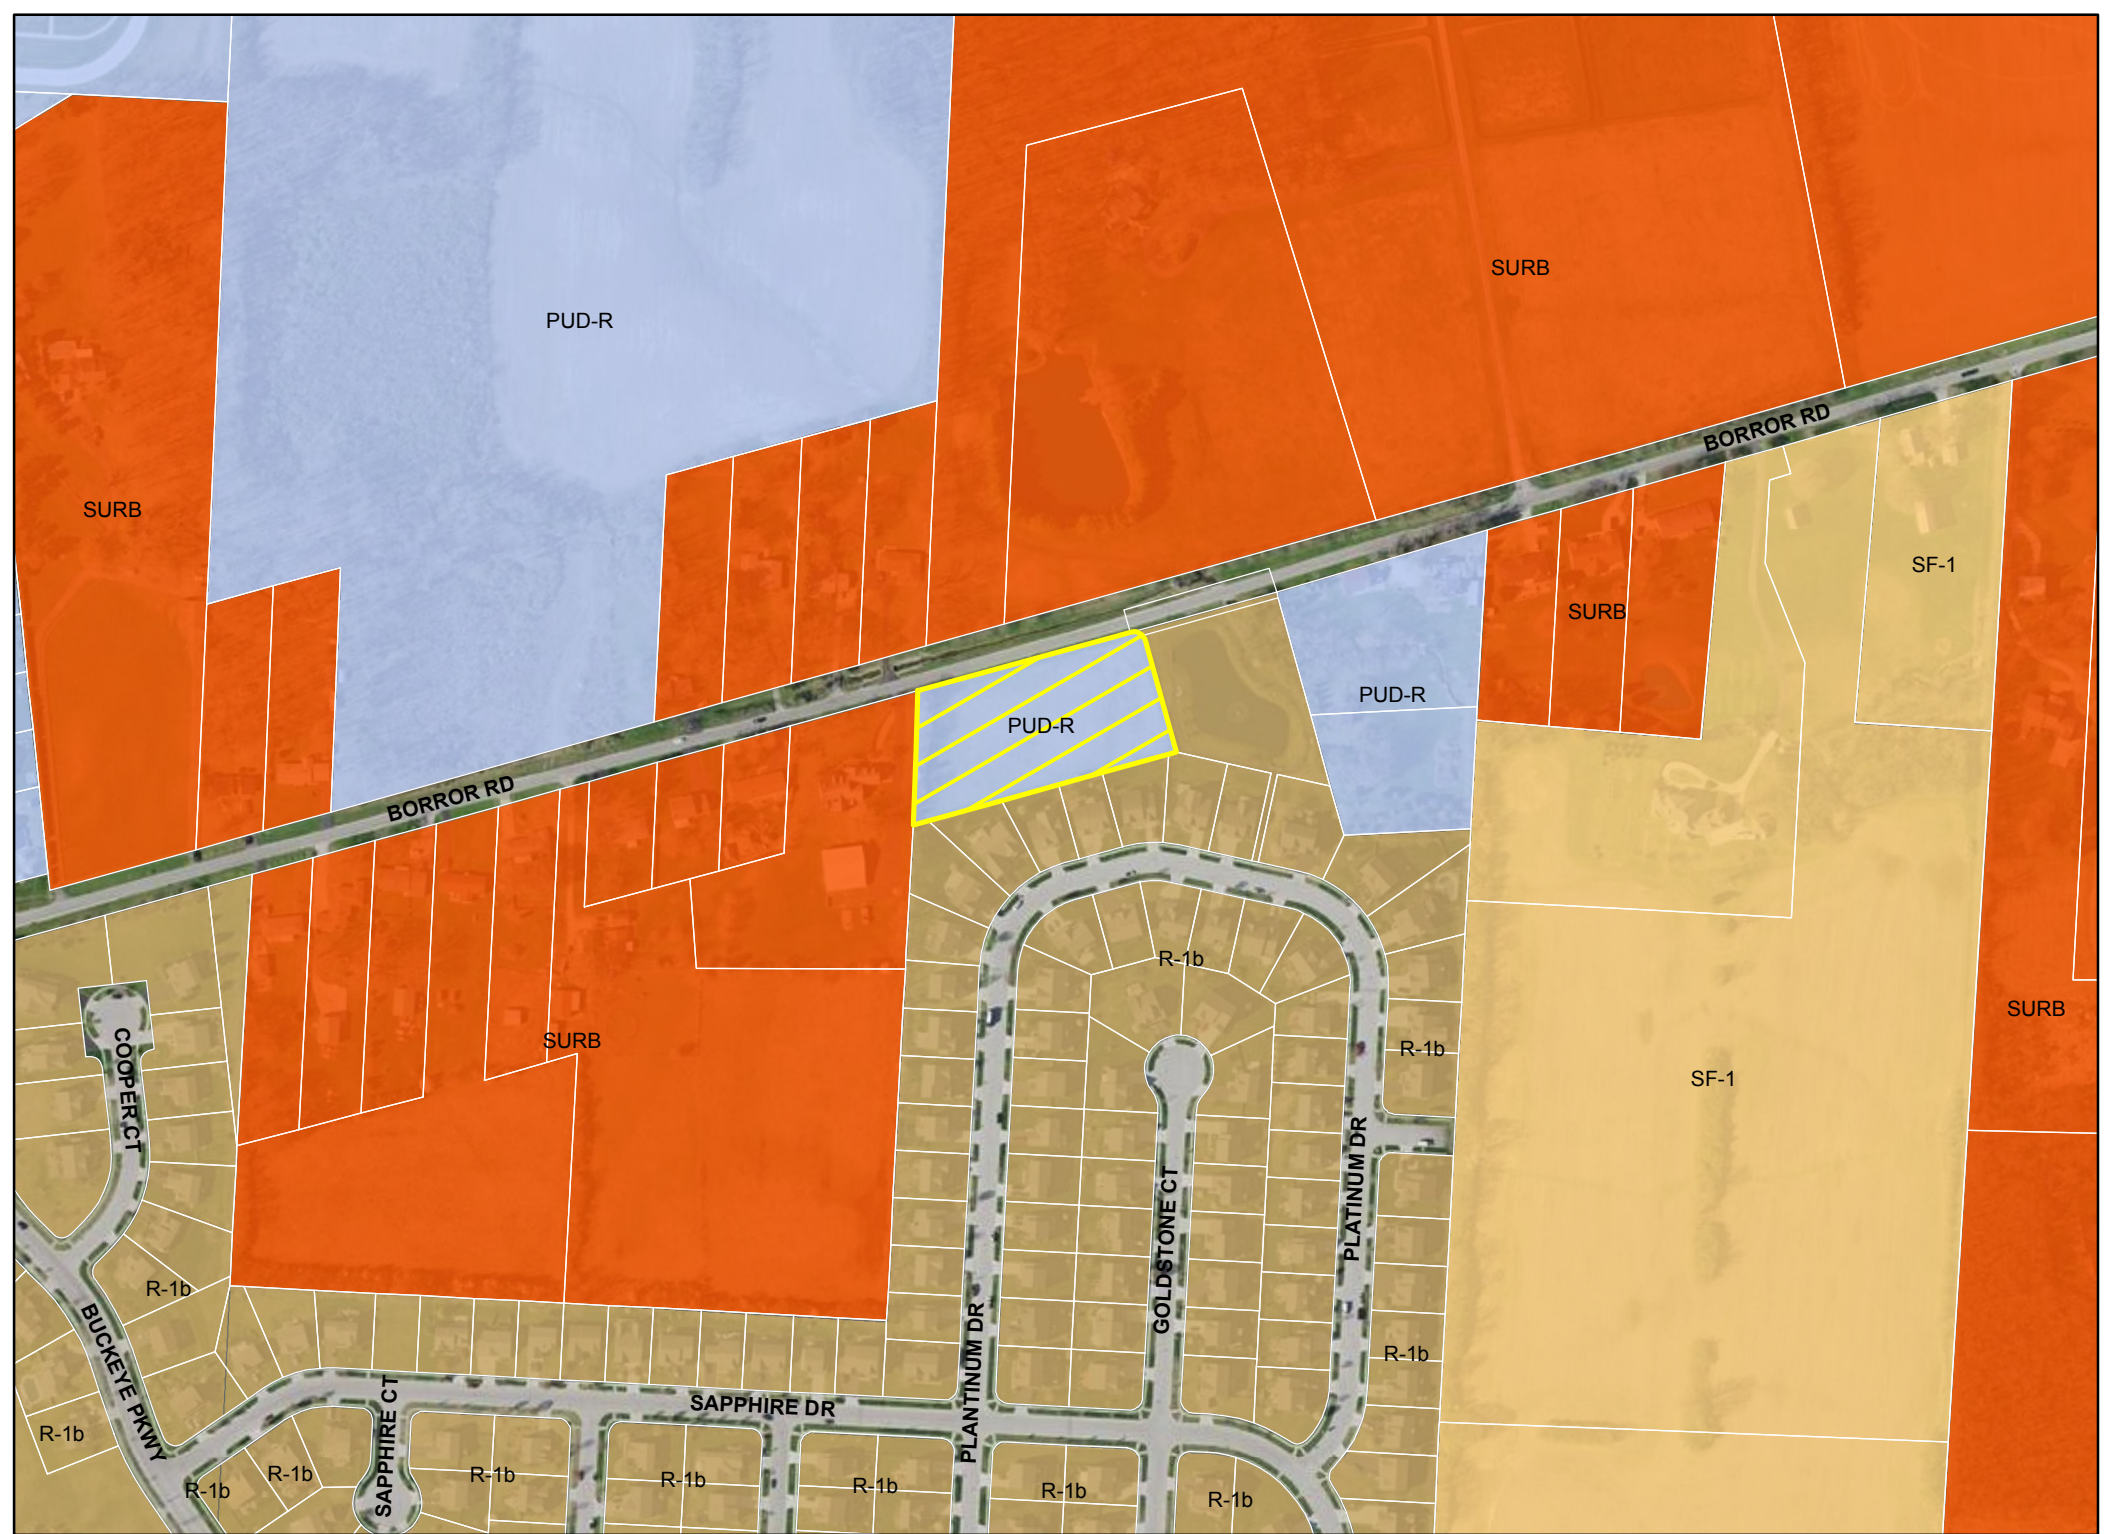 SURB
PUD-R
BORROR RD
SURB
SF-1
SURB
PUD-R
PUD-R
BORROR RD
R-1b
SURB
SURB
R-1b
SF-1
COOPER CT
PLATINUM DR
GOLDSTONE CT
R-1b
BUCKEYE PKWY
PLANTINUM DR
R-1b
SAPPHIRE CT
SAPPHIRE DR
R-1b
R-1b
R-1b
R-1b
R-1b
R-1b
R-1b
R-1b
R-1b